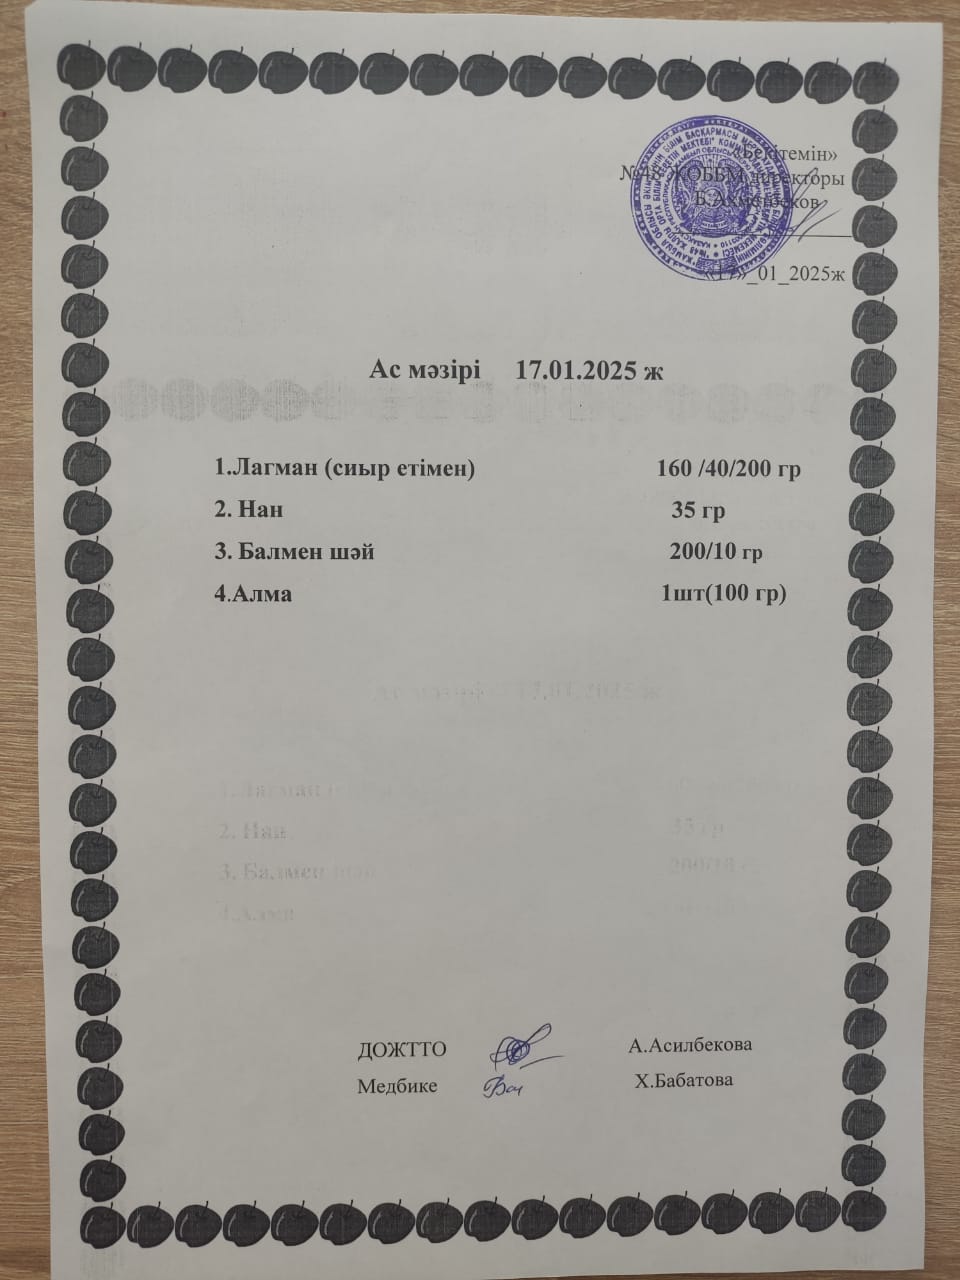 «Бекітемін»
№48 ЖОББМ директоры
Б.Ахметбеков
«17»_01_2025ж
Ас мәзірі 17.01.2025 ж
1.Лагман (сиыр етімен) 160 /40/200 гр
2. Нан 35 гр
3. Балмен шәй 200/10 гр
4.Алма 1шт(100 гр)
ДОЖТТО А.Асилбекова
Медбике Х.Бабатова